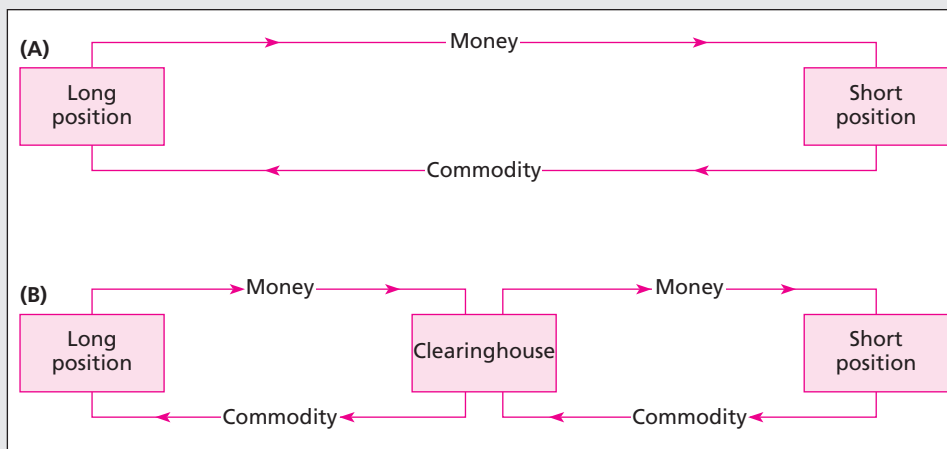 (A)
Money
Long
position
Short
position
Commodity
(B)
Money
Money
Long
position
Clearinghouse
Short
position
Commodity
Commodity